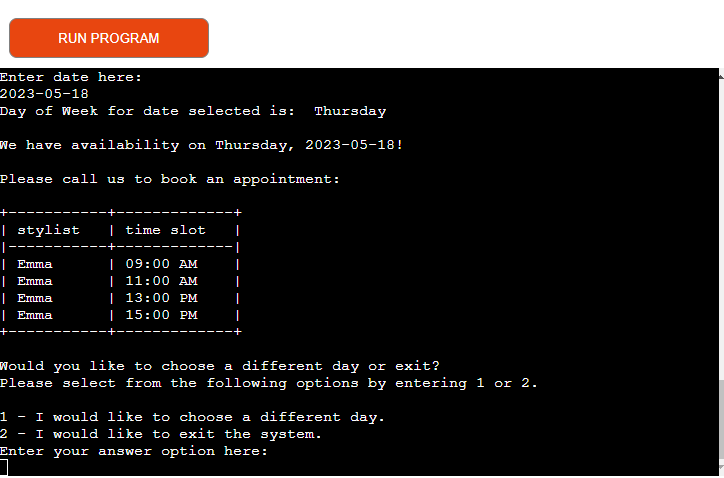 RUN PROGRAM
Enter date here:
2023-05-18
Day of Week for date selected is:  Thursday
We have availability on Thursday, 2023-05-18!
Please call us to book an appointment:
+-----------+-------------+
| stylist   | time slot   |
|-----------+-------------|
| Emma      | 09:00 AM    |
| Emma      | 11:00 AM    |
| Emma      | 13:00 PM    |
| Emma      | 15:00 PM    |
+-----------+-------------+
Would you like to choose a different day or exit?
Please select from the following options by entering 1 or 2.
1 - I would like to choose a different day.
2 - I would like to exit the system.
Enter your answer option here: